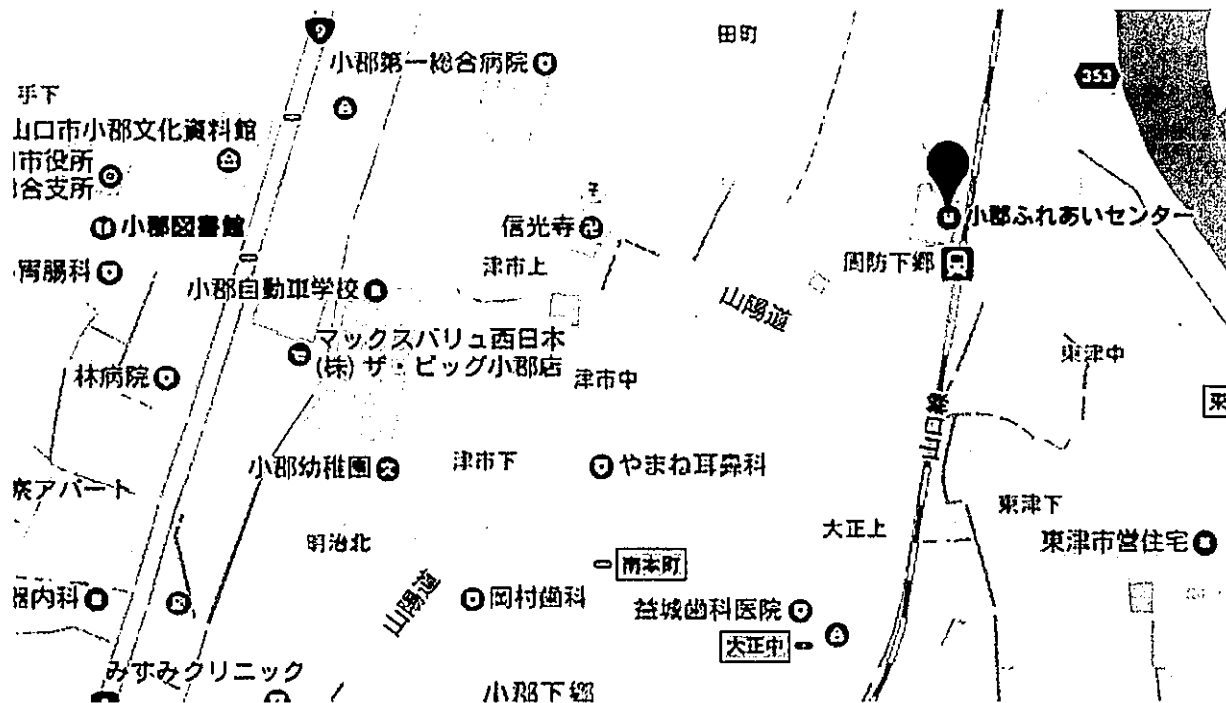 9
田町
小郡第一総合病院
353
手下
山口市小郡文化資料館
市役所
合支所
小郡ふれあいセンター
小郡図書館
信光寺
周防下郷
胃腸科
津市上
小郡自動車学校
山陽道
マックスバリュ西日本
(株) ザ・ビッグ小郡店
東津中
林病院
津市中
山口線
小郡幼稚園
津市下
やまね耳鼻科
アパート
東津下
大正上
明治北
東津市営住宅
南本町
山陽道
器内科
岡村歯科
益城歯科医院
大正中
みすみクリニック
小郡下郷